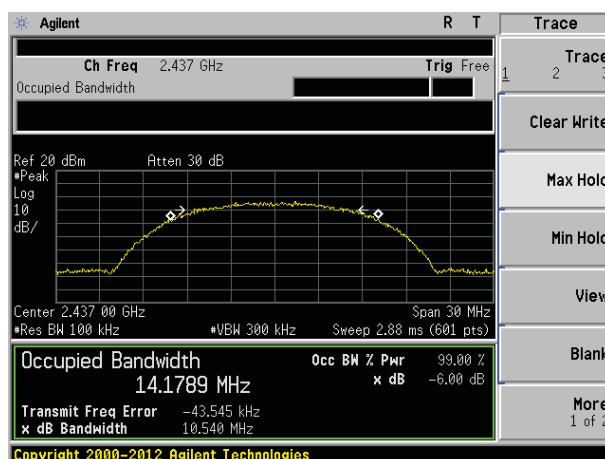 Agilent R T Trace
Ch Freq 2.437 GHz Trig Free
Occupied Bandwidth
Trace
1 2 3
Clear Write
Max Hold
Min Hold
View
Blank
More
1 of 2
Ref 20 dBm Atten 30 dB
#Peak
Log
10
dB/
Center 2.437 00 GHz Span 30 MHz
#Res BW 100 kHz #VBW 300 kHz Sweep 2.88 ms (601 pts)
Occupied Bandwidth Occ BW % Pwr 99.00 %
14.1789 MHz x dB -6.00 dB
Transmit Freq Error -43.545 kHz
x dB Bandwidth 10.540 MHz
Copyright 2000-2012 Agilent Technologies